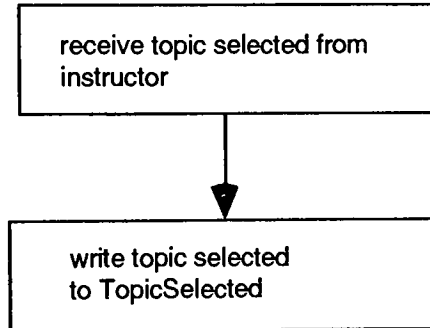 receive topic selected from
instructor
write topic selected
to TopicSelected